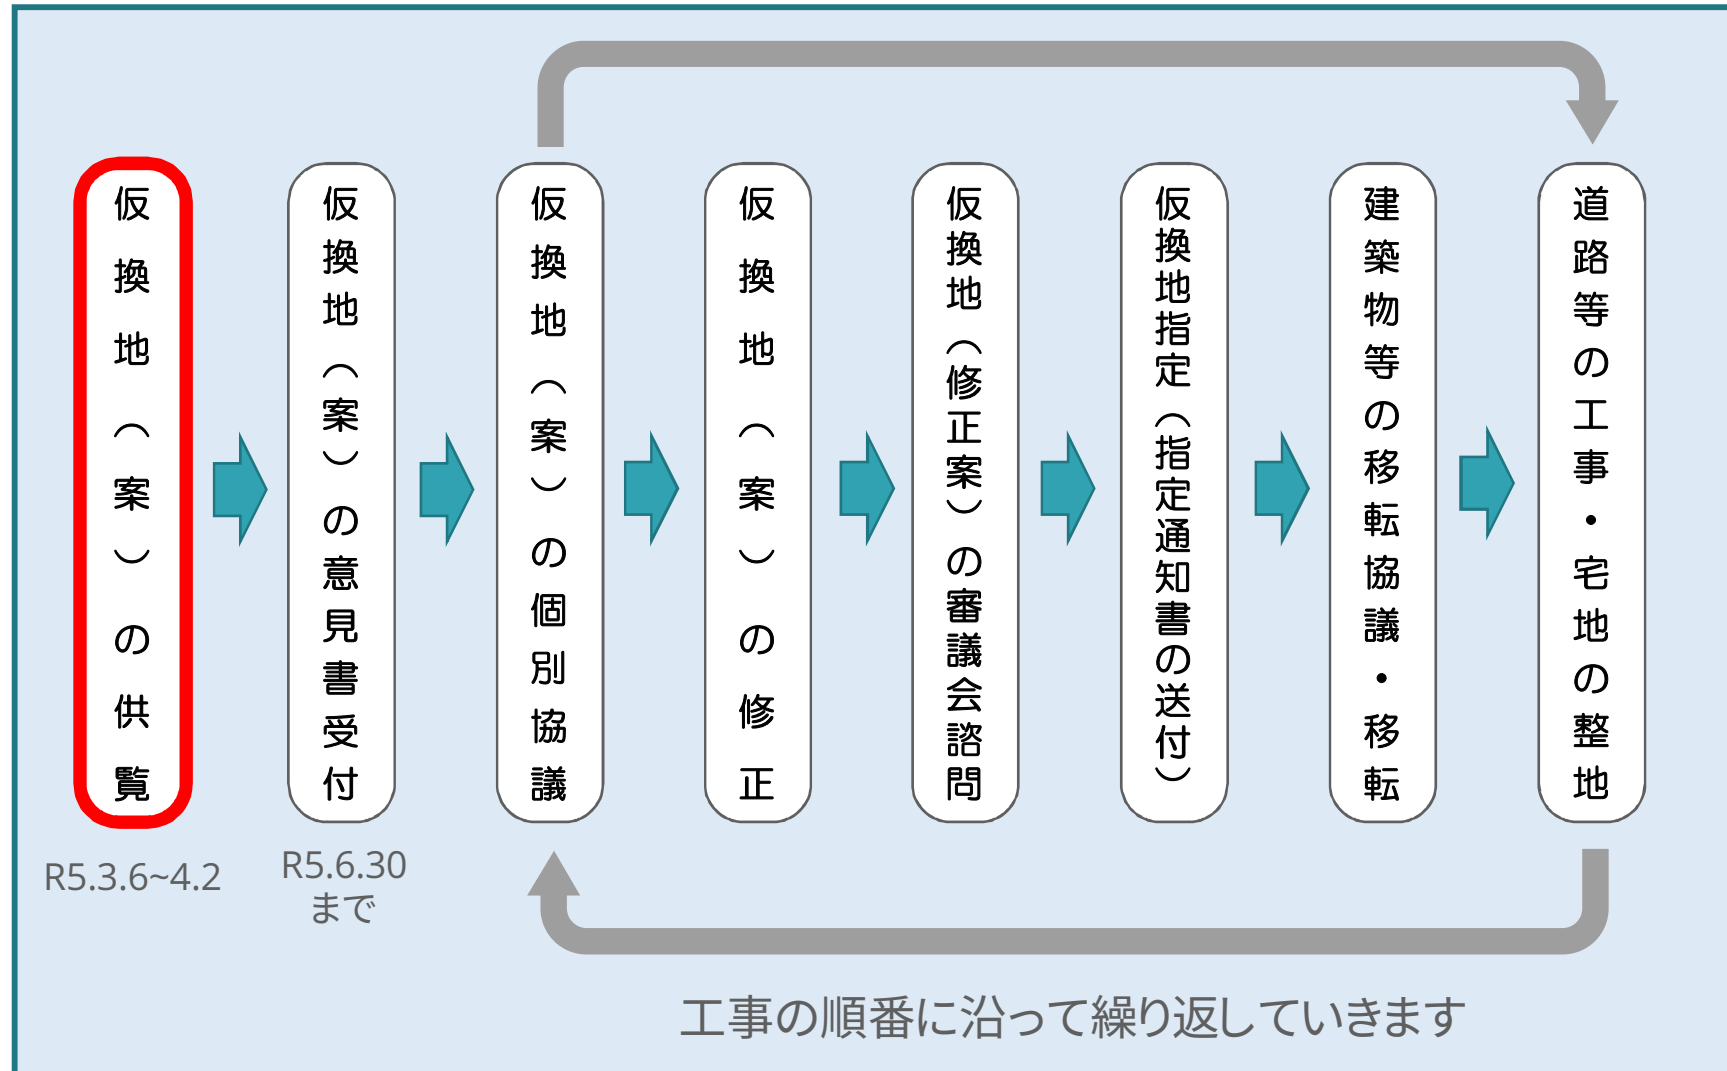 仮換地（案）の供覧
仮換地（案）の意見書受付
仮換地（案）の個別協議
仮換地（案）の修正
仮換地（修正案）の審議会諮問
仮換地指定（指定通知書の送付）
建築物等の移転協議・移転
道路等の工事・宅地の整地
R5.3.6~4.2
R5.6.30
まで
工事の順番に沿って繰り返していきます